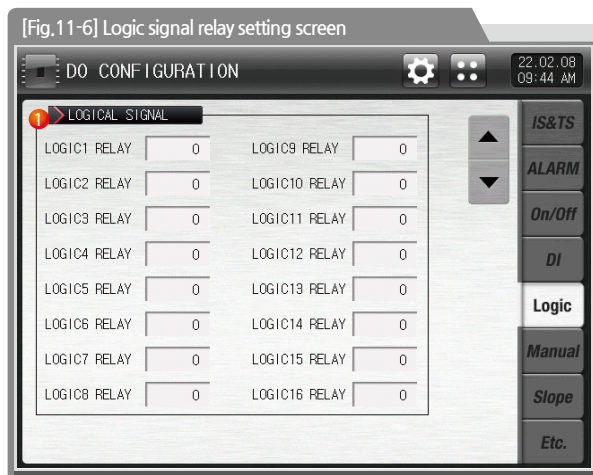 [Fig.11-6] Logic signal relay setting screen
DO CONFIGURATION
22.02.08
09:44 AM
1 LOGICAL SIGNAL
LOGIC1 RELAY 0 LOGIC9 RELAY 0
LOGIC2 RELAY 0 LOGIC10 RELAY 0
LOGIC3 RELAY 0 LOGIC11 RELAY 0
LOGIC4 RELAY 0 LOGIC12 RELAY 0
LOGIC5 RELAY 0 LOGIC13 RELAY 0
LOGIC6 RELAY 0 LOGIC14 RELAY 0
LOGIC7 RELAY 0 LOGIC15 RELAY 0
LOGIC8 RELAY 0 LOGIC16 RELAY 0
IS&TS
ALARM
On/Off
DI
Logic
Manual
Slope
Etc.